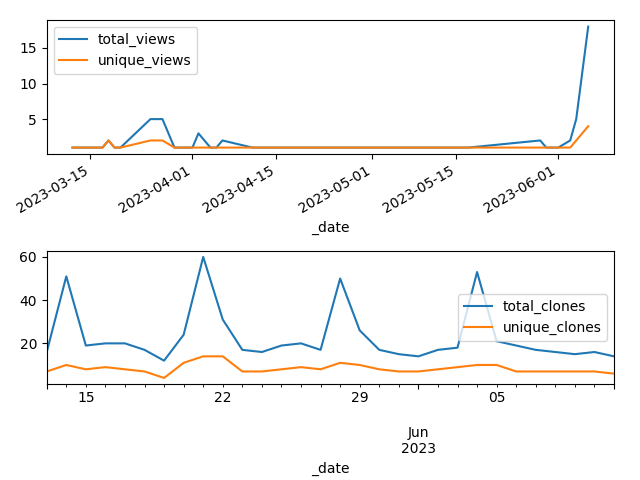 total_views
unique_views
15
10
5
2023-03-15
2023-04-01
2023-04-15
2023-05-01
2023-05-15
2023-06-01
_date
60
40
20
total_clones
unique_clones
15
22
29
05
Jun
2023
_date